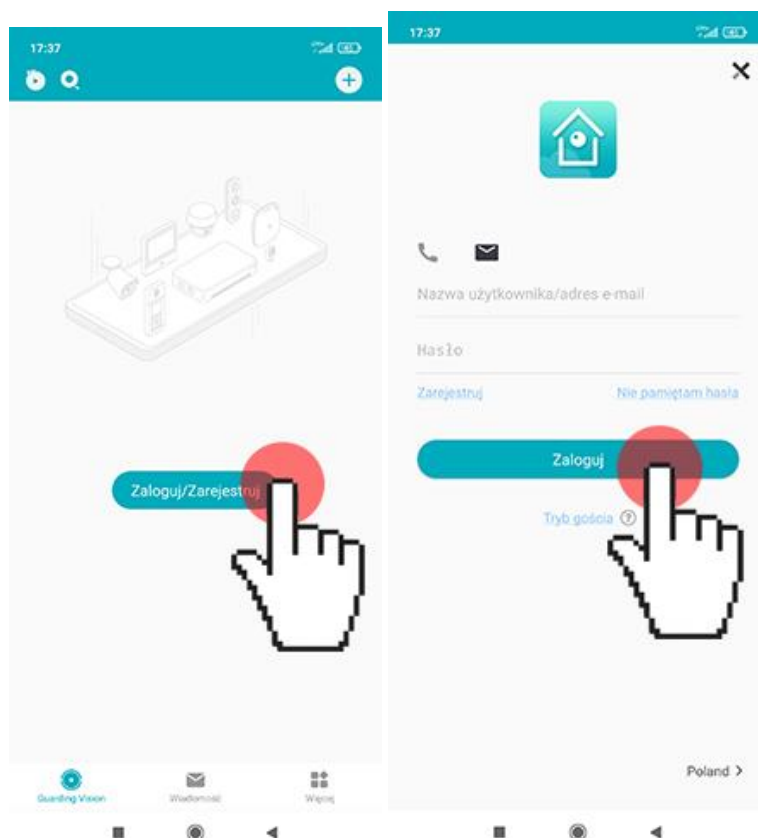 17:37
Zaloguj/Zarejestruj
Guarding Vision
Wiadomość
Więcej
17:37
Nazwa użytkownika/adres e-mail
Hasło
Zarejestruj
Nie pamiętam hasła
Zaloguj
Tryb gościa ?
Poland >